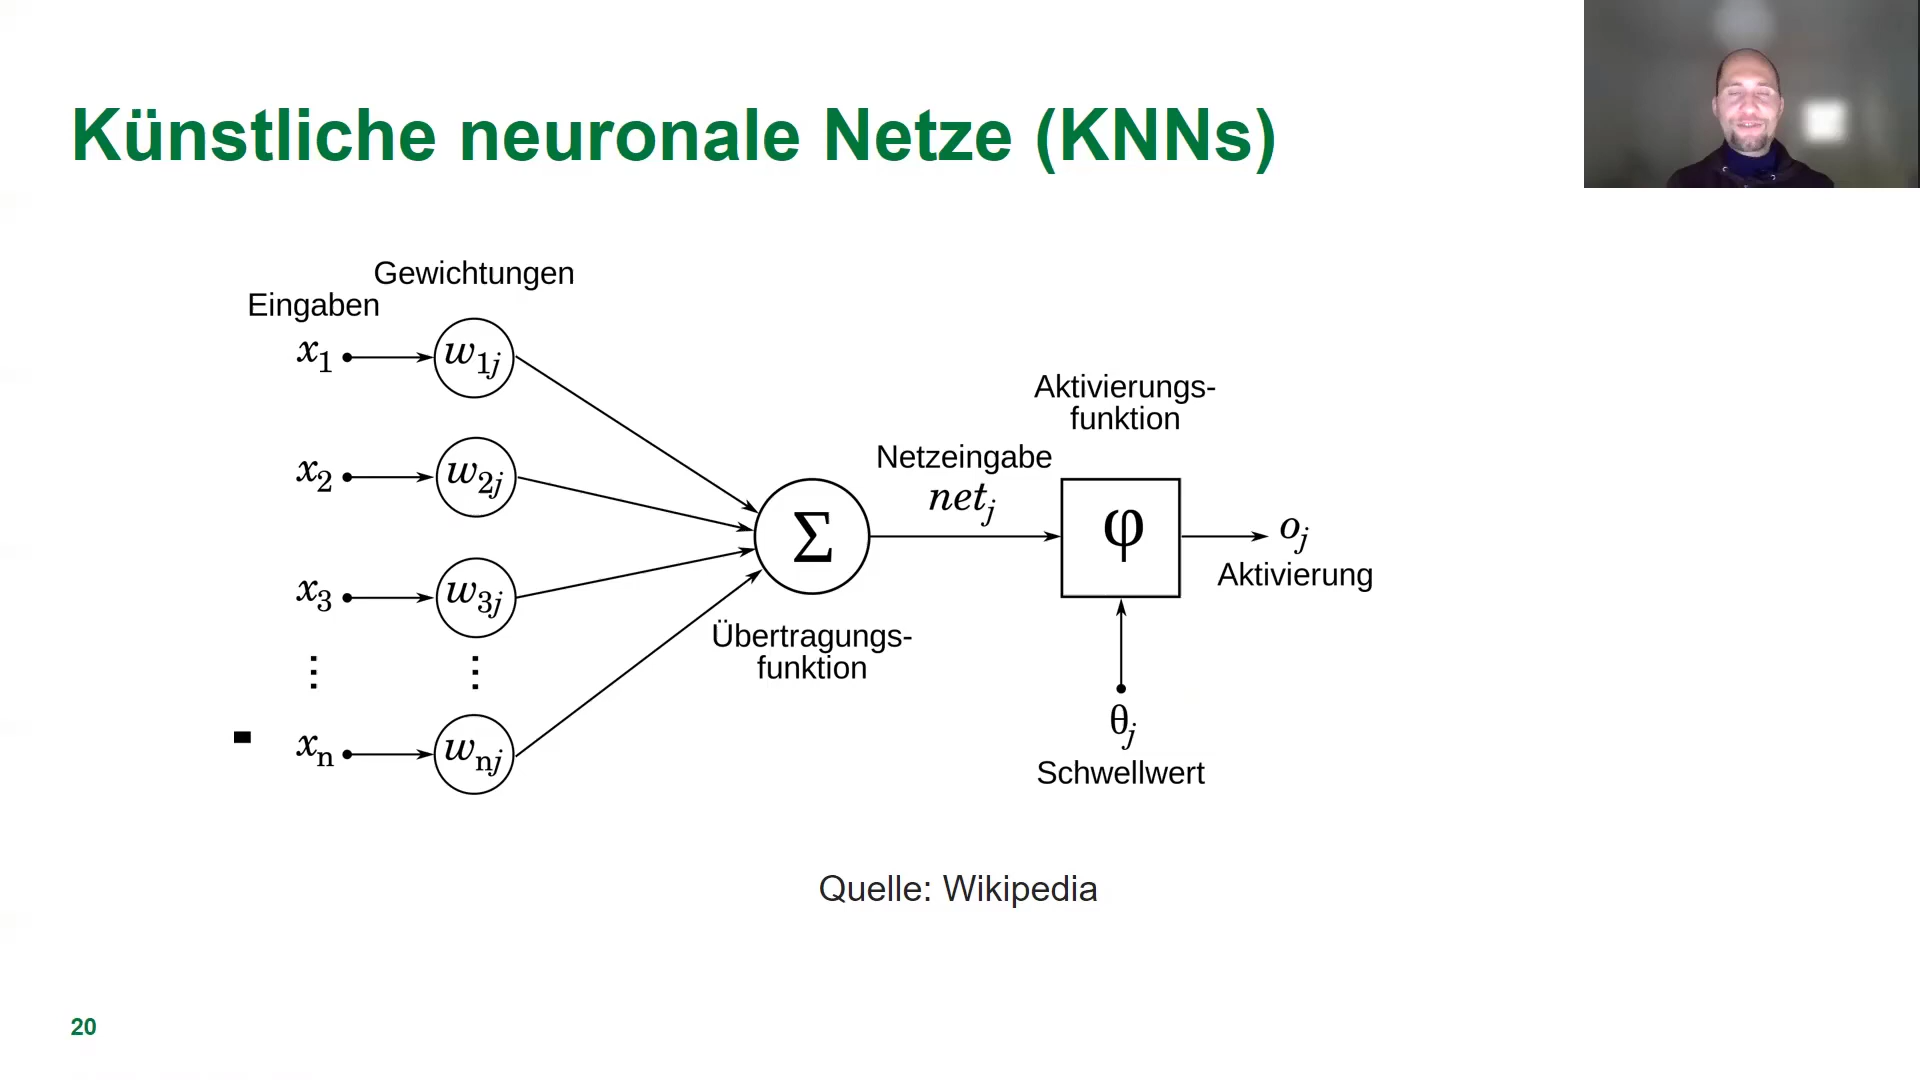 Künstliche neuronale Netze (KNNs)
Gewichtungen
Eingaben
x1 w1j
x2 w2j
x3 w3j
⋮ ⋮
xn wnj
Σ
Übertragungs-
funktion
Netzeingabe
netj
Aktivierungs-
funktion
φ
oj
Aktivierung
θj
Schwellwert
Quelle: Wikipedia
20